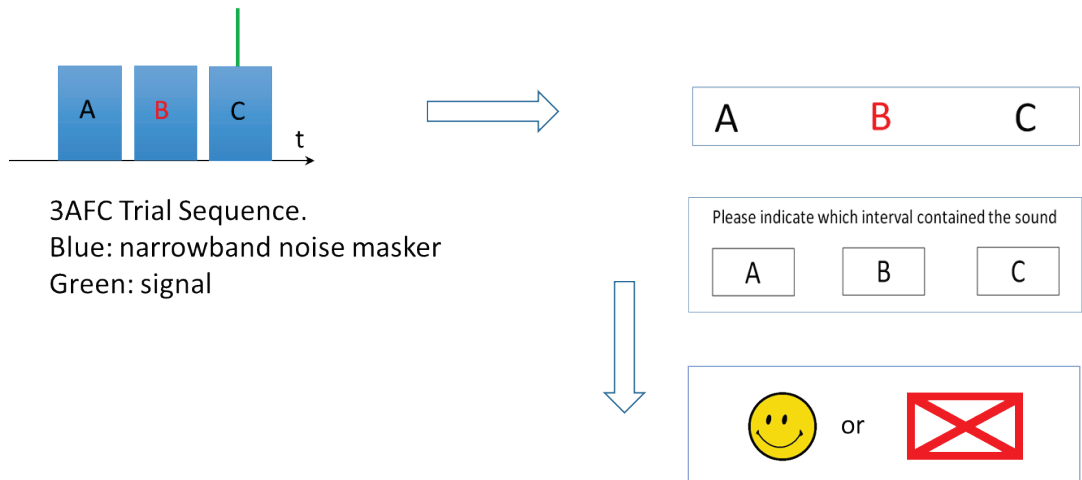 A B C
t
3AFC Trial Sequence.
Blue: narrowband noise masker
Green: signal
A B C
Please indicate which interval contained the sound
A B C
or